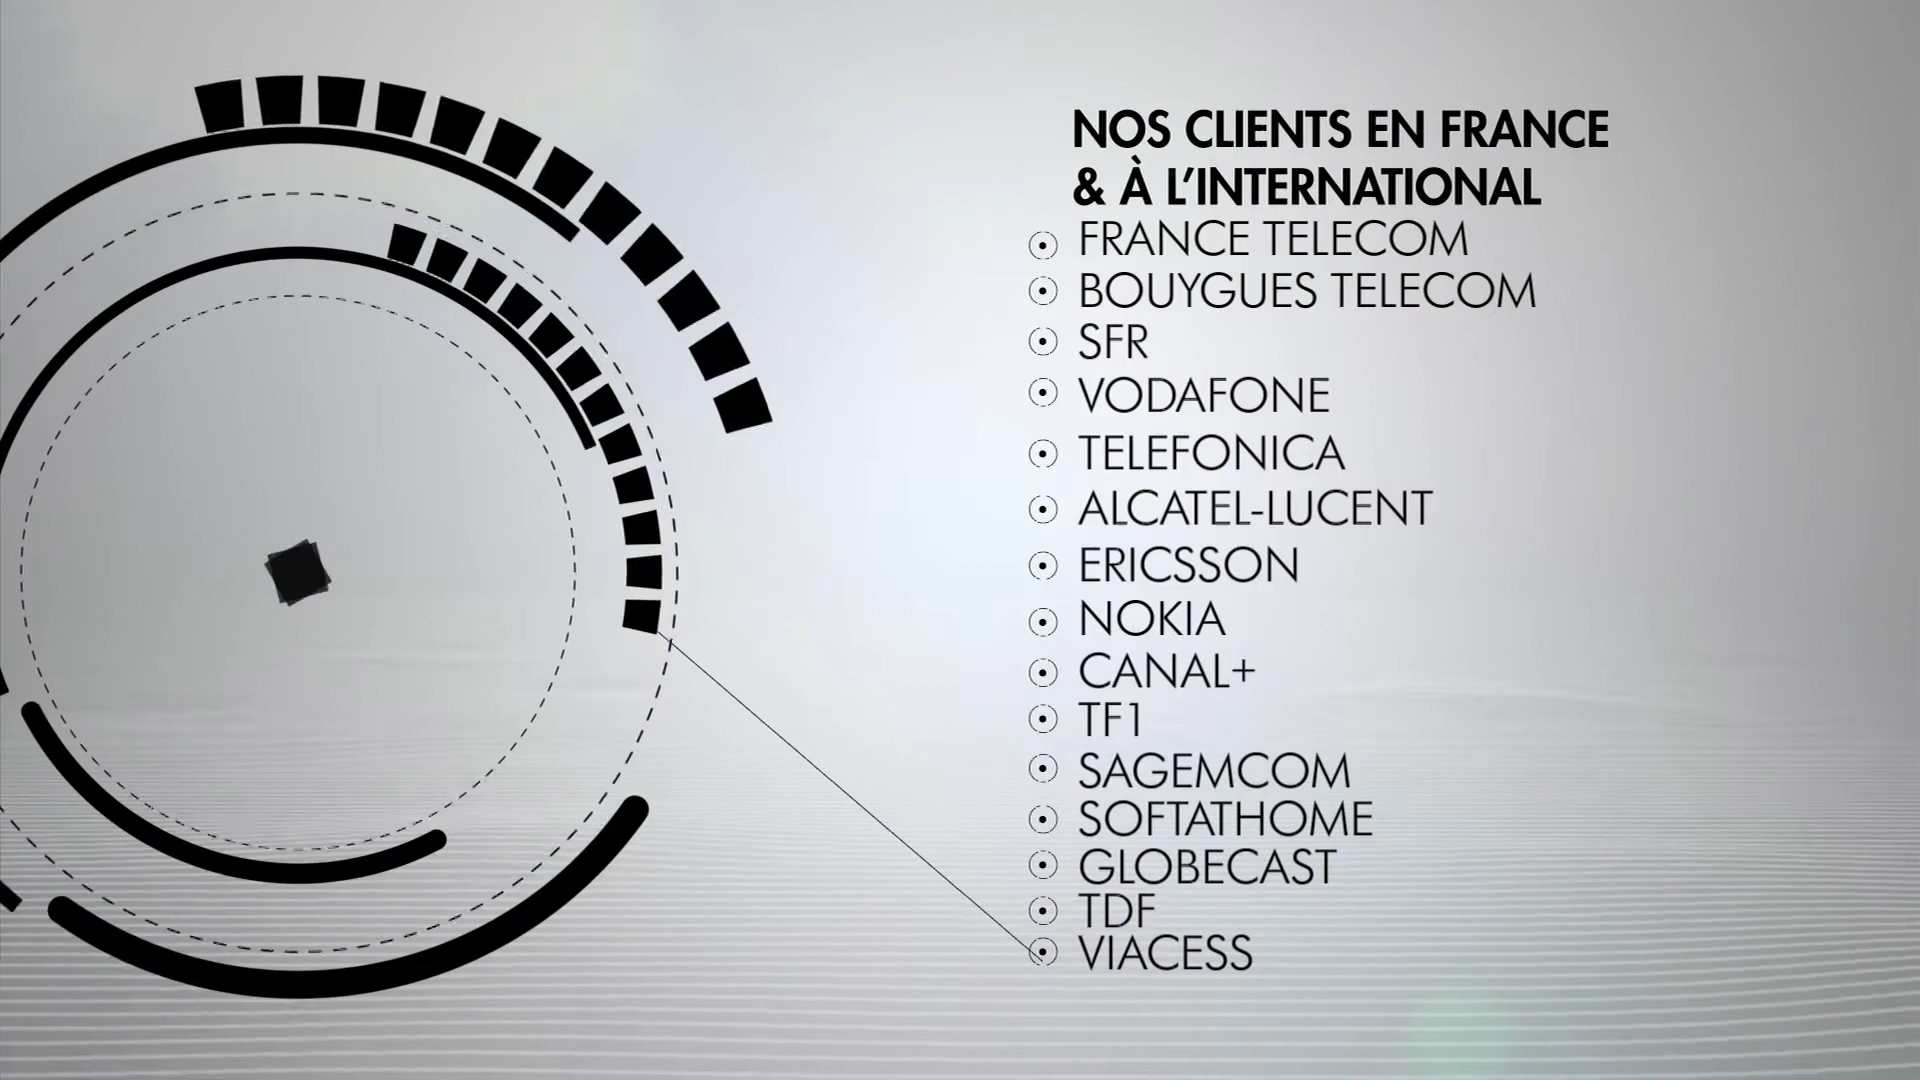 NOS CLIENTS EN FRANCE
& À L’INTERNATIONAL
FRANCE TELECOM
BOUYGUES TELECOM
SFR
VODAFONE
TELEFONICA
ALCATEL-LUCENT
ERICSSON
NOKIA
CANAL+
TF1
SAGEMCOM
SOFTATHOME
GLOBECAST
TDF
VIACESS